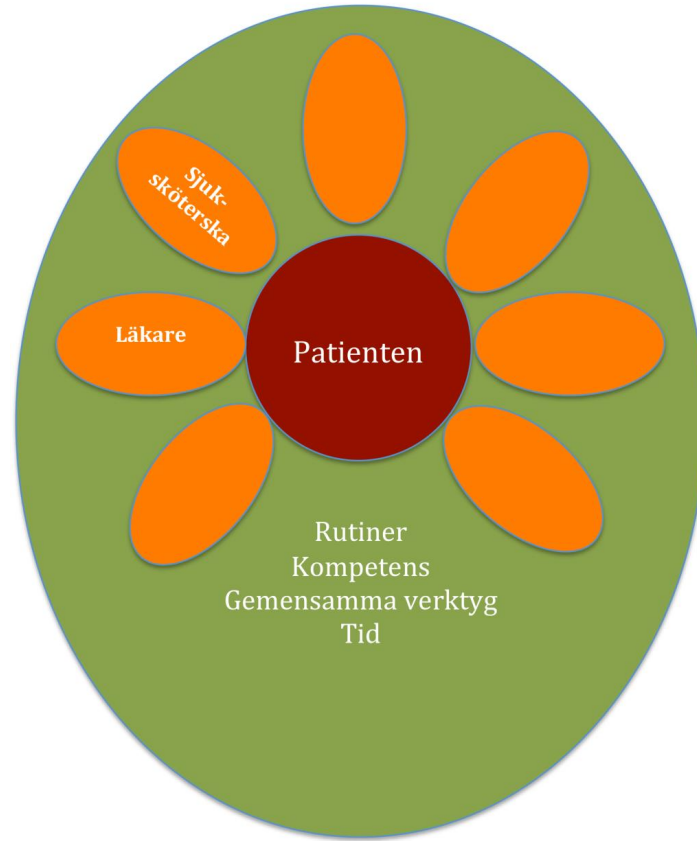 Sjuk-
sköterska
Läkare
Patienten
Rutiner
Kompetens
Gemensamma verktyg
Tid